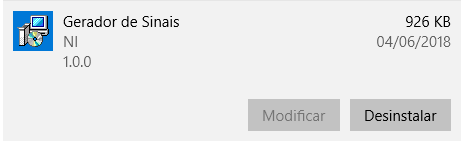 Gerador de Sinais 926 KB
NI 04/06/2018
1.0.0
Modificar Desinstalar